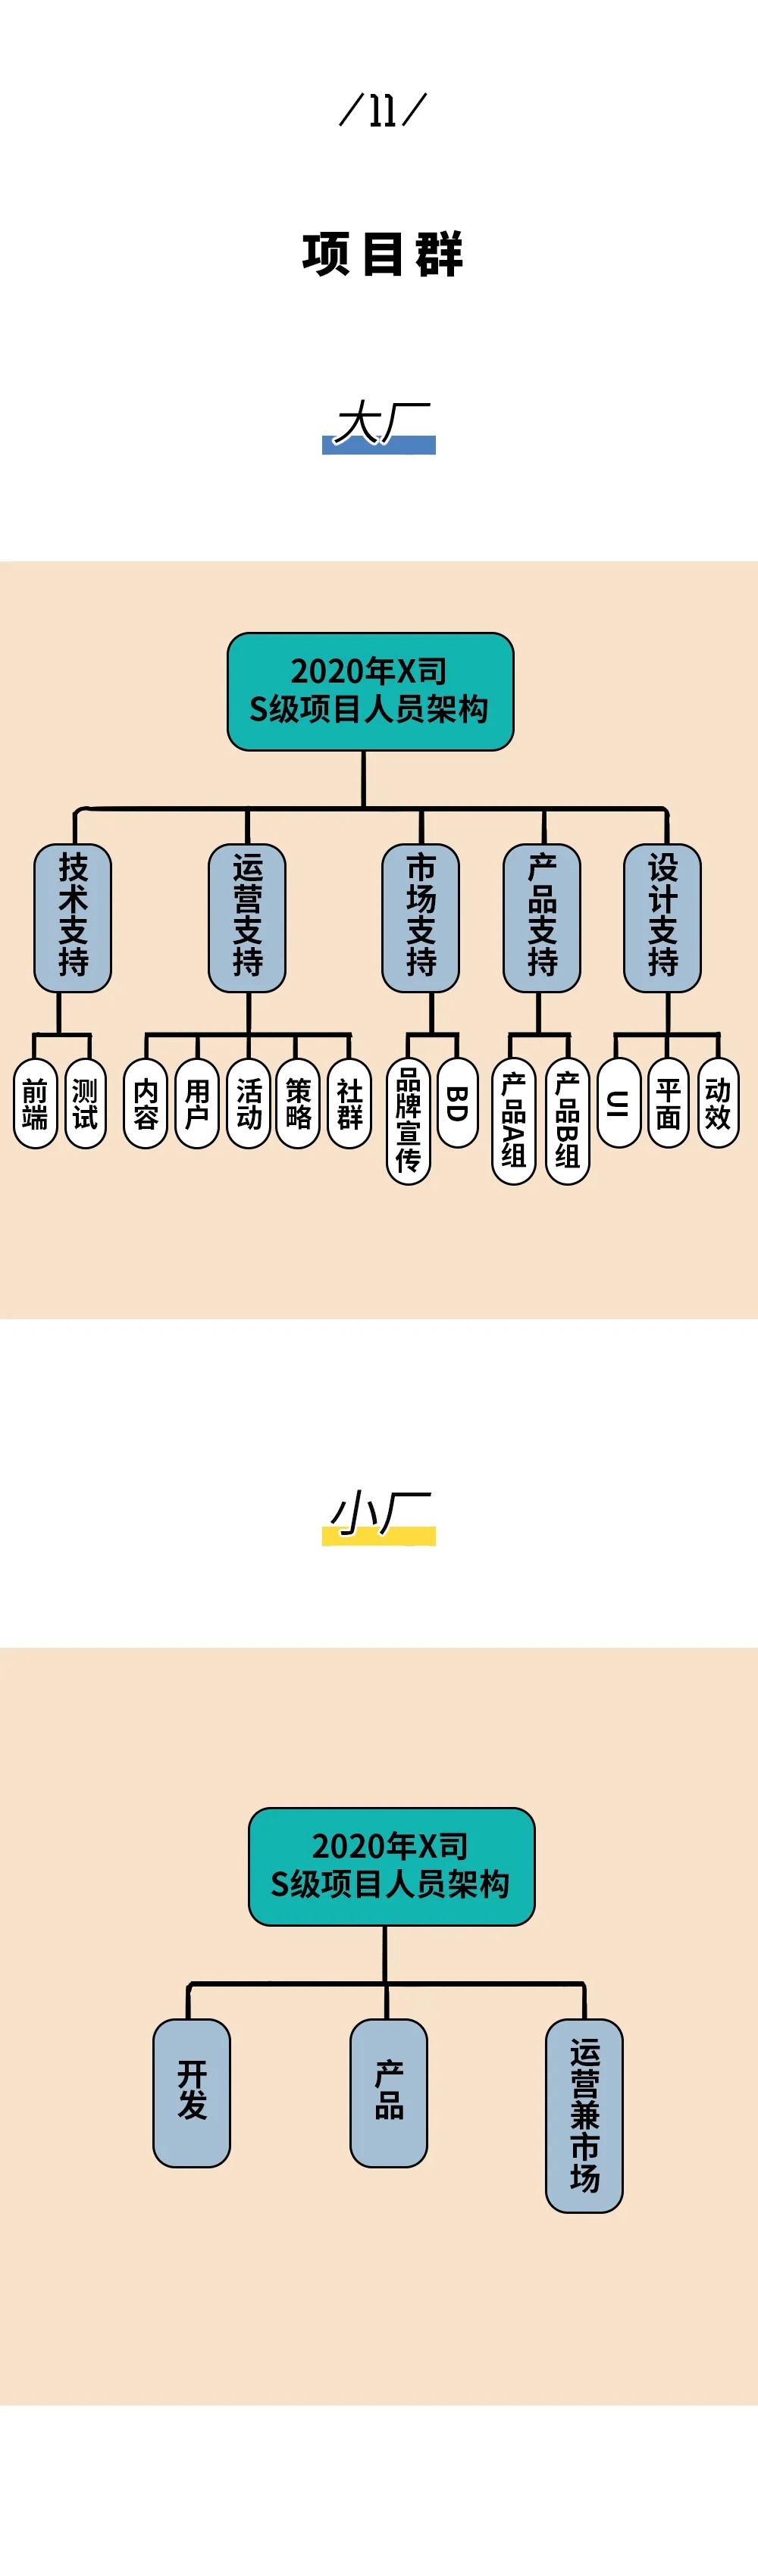 /11/
项目群
大厂
2020年X司
S级项目人员架构
技术支持
运营支持
市场支持
产品支持
设计支持
前端
测试
内容
用户
活动
策略
社群
品牌宣传
BD
产品A组
产品B组
UI
平面
动效
小厂
2020年X司
S级项目人员架构
开发
产品
运营兼市场